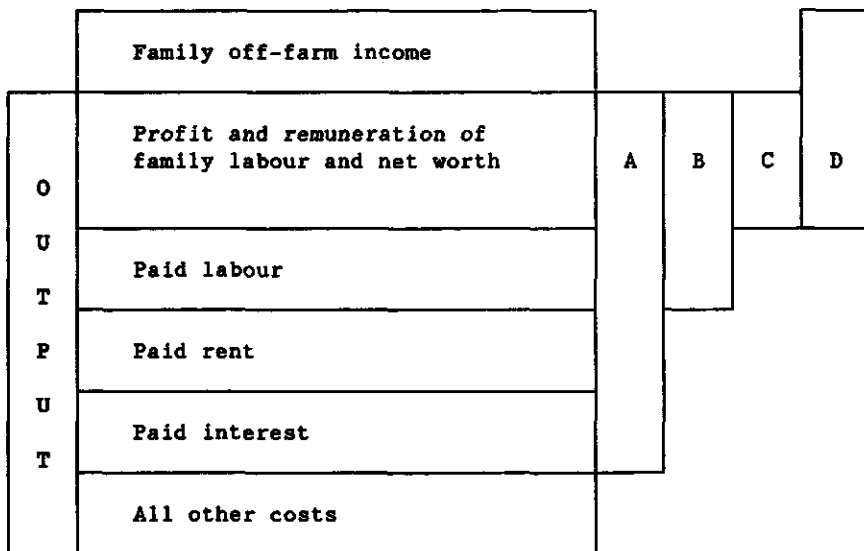 Family off-farm income
Profit and remuneration of
family labour and net worth
A B C D
Paid labour
Paid rent
Paid interest
All other costs
O
U
T
P
U
T